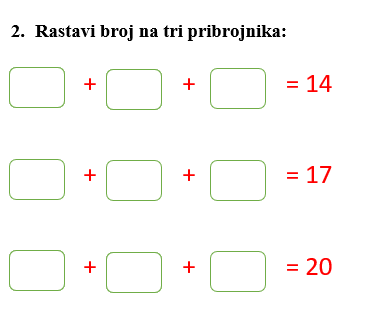 2. Rastavi broj na tri pribrojnika:
+ + = 14
+ + = 17
+ + = 20